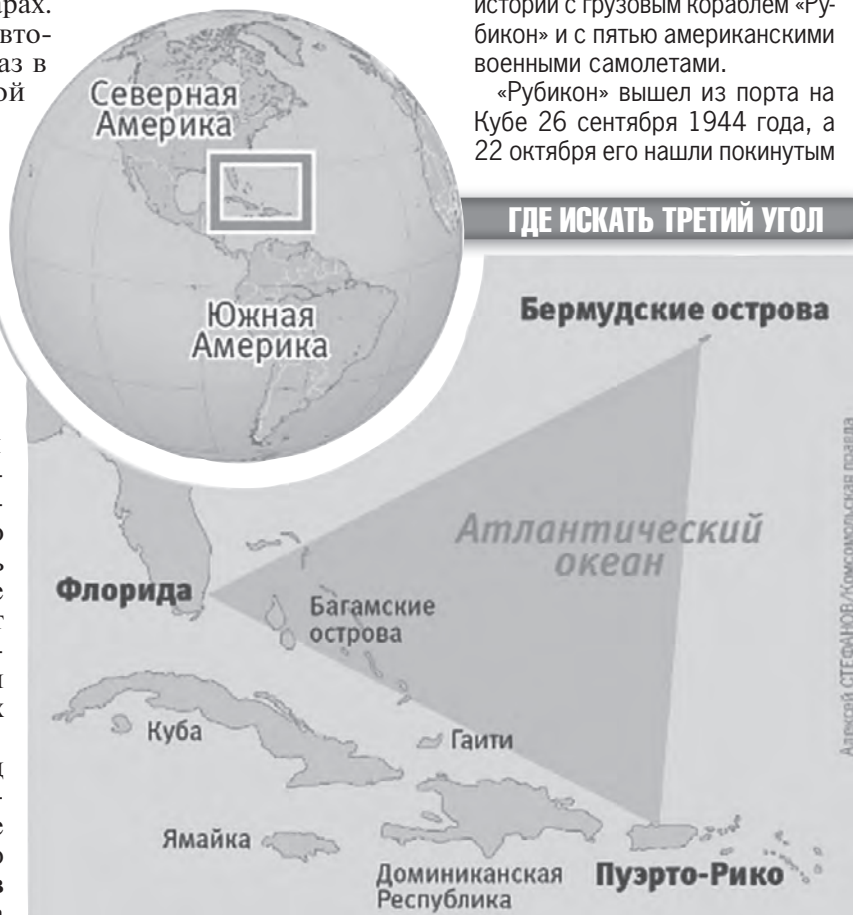 арах.
вто-
аз в
ой
истории с грузовым кораблем «Ру-
бикон» и с пятью американскими
военными самолетами.
«Рубикон» вышел из порта на
Кубе 26 сентября 1944 года, а
22 октября его нашли покинутым
ГДЕ ИСКАТЬ ТРЕТИЙ УГОЛ
Северная
Америка
Южная
Америка
Бермудские острова
Атлантический
океан
Флорида
Багамские
острова
Куба
Гаити
Ямайка
Доминиканская
Республика
Пуэрто-Рико
Алексей СТЕФАНОВ/Комсомольская правда